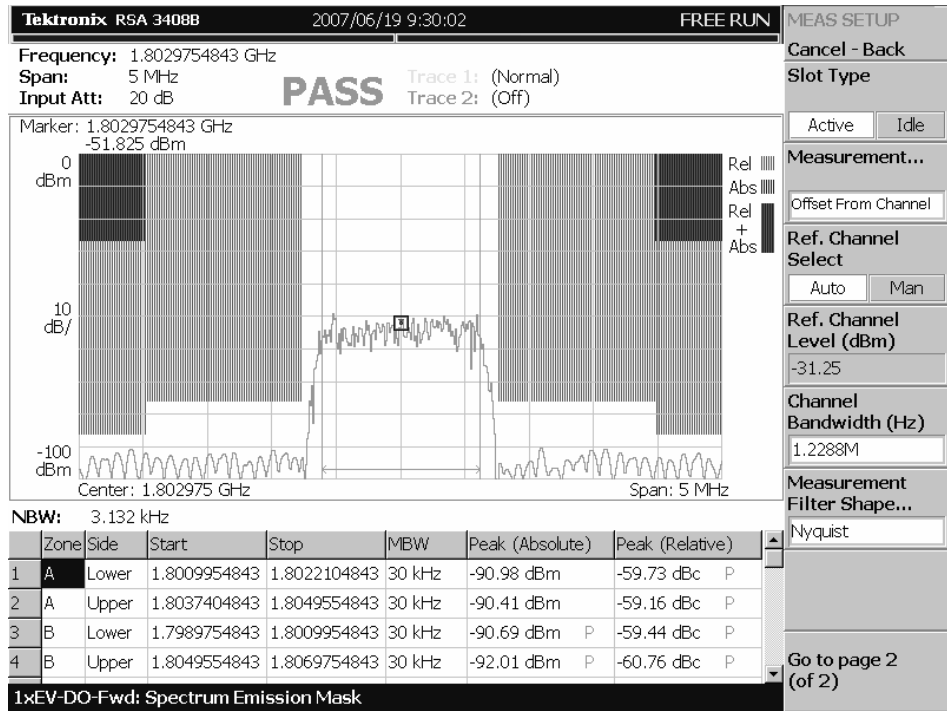 Tektronix RSA 3408B 2007/06/19 9:30:02 FREE RUN
Frequency: 1.8029754843 GHz
Span: 5 MHz
Input Att: 20 dB
PASS
Trace 1: (Normal)
Trace 2: (Off)
Marker: 1.8029754843 GHz
-51.825 dBm
0
dBm
10
dB/
-100
dBm
Rel
Abs
Rel
+
Abs
Center: 1.802975 GHz Span: 5 MHz
NBW: 3.132 kHz
Zone Side Start Stop MBW Peak (Absolute) Peak (Relative)
1 A Lower 1.8009954843 1.8022104843 30 kHz -90.98 dBm -59.73 dBc P
2 A Upper 1.8037404843 1.8049554843 30 kHz -90.41 dBm -59.16 dBc P
3 B Lower 1.7989754843 1.8009954843 30 kHz -90.69 dBm P -59.44 dBc P
4 B Upper 1.8049554843 1.8069754843 30 kHz -92.01 dBm P -60.76 dBc P
1xEV-DO-Fwd: Spectrum Emission Mask
MEAS SETUP
Cancel - Back
Slot Type
Active Idle
Measurement...
Offset From Channel
Ref. Channel
Select
Auto Man
Ref. Channel
Level (dBm)
-31.25
Channel
Bandwidth (Hz)
1.2288M
Measurement
Filter Shape...
Nyquist
Go to page 2
(of 2)